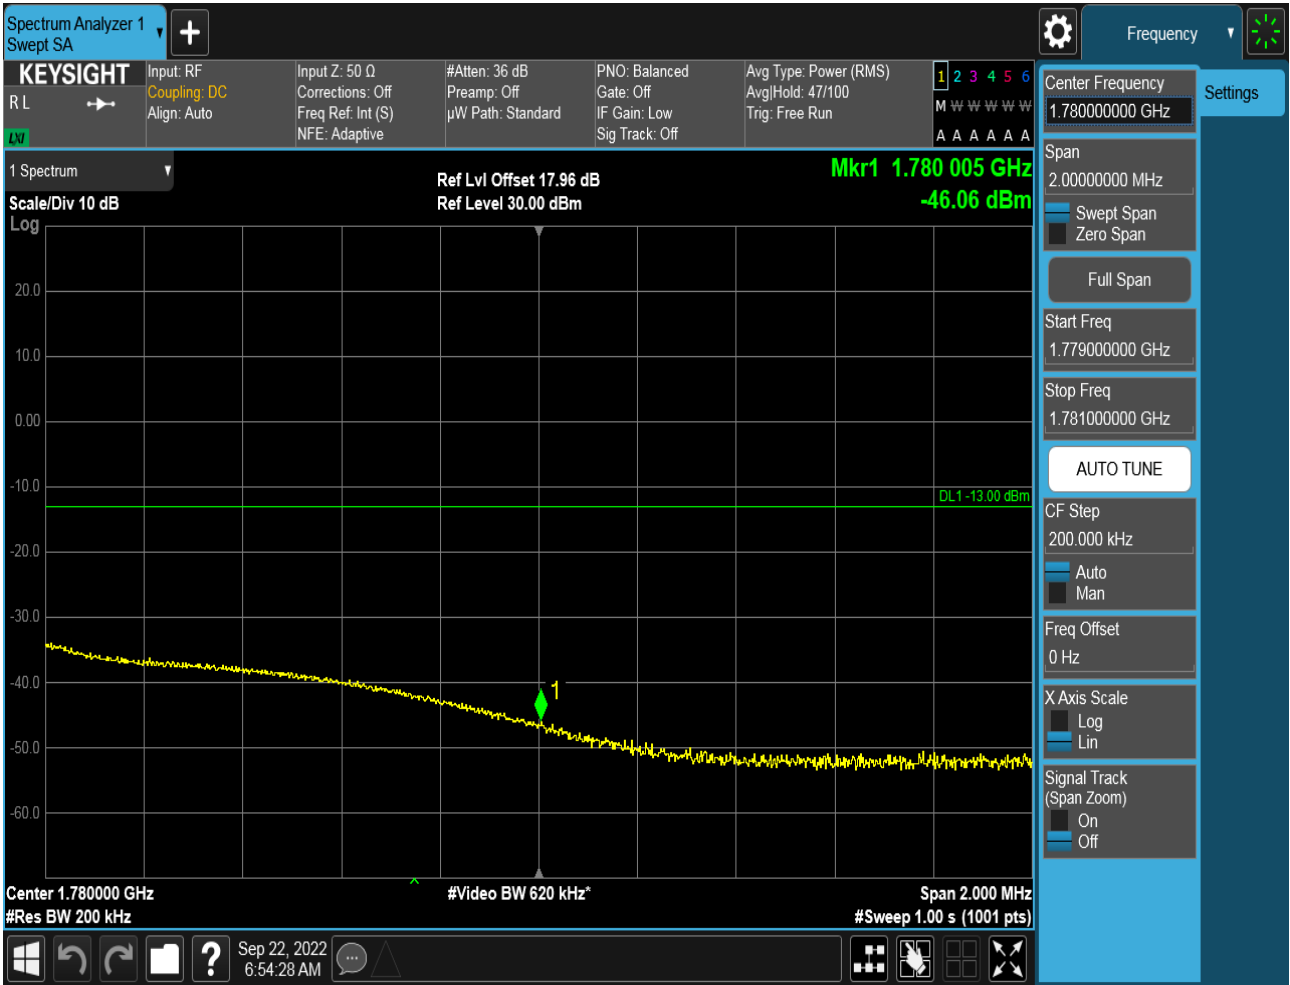 Spectrum Analyzer 1
Swept SA
Frequency
KEYSIGHT
R L
LXI
Input: RF
Coupling: DC
Align: Auto
Input Z: 50 Ω
Corrections: Off
Freq Ref: Int (S)
NFE: Adaptive
#Atten: 36 dB
Preamp: Off
µW Path: Standard
PNO: Balanced
Gate: Off
IF Gain: Low
Sig Track: Off
Avg Type: Power (RMS)
Avg|Hold: 47/100
Trig: Free Run
1 2 3 4 5 6
M W W W W W
A A A A A A
1 Spectrum
Scale/Div 10 dB
Log
Ref Lvl Offset 17.96 dB
Ref Level 30.00 dBm
Mkr1 1.780 005 GHz
-46.06 dBm
20.0
10.0
0.00
-10.0
DL1 -13.00 dBm
-20.0
-30.0
-40.0
1
-50.0
-60.0
Center 1.780000 GHz
#Video BW 620 kHz*
Span 2.000 MHz
#Res BW 200 kHz
#Sweep 1.00 s (1001 pts)
Sep 22, 2022
6:54:28 AM
Center Frequency
1.780000000 GHz
Settings
Span
2.00000000 MHz
Swept Span
Zero Span
Full Span
Start Freq
1.779000000 GHz
Stop Freq
1.781000000 GHz
AUTO TUNE
CF Step
200.000 kHz
Auto
Man
Freq Offset
0 Hz
X Axis Scale
Log
Lin
Signal Track
(Span Zoom)
On
Off